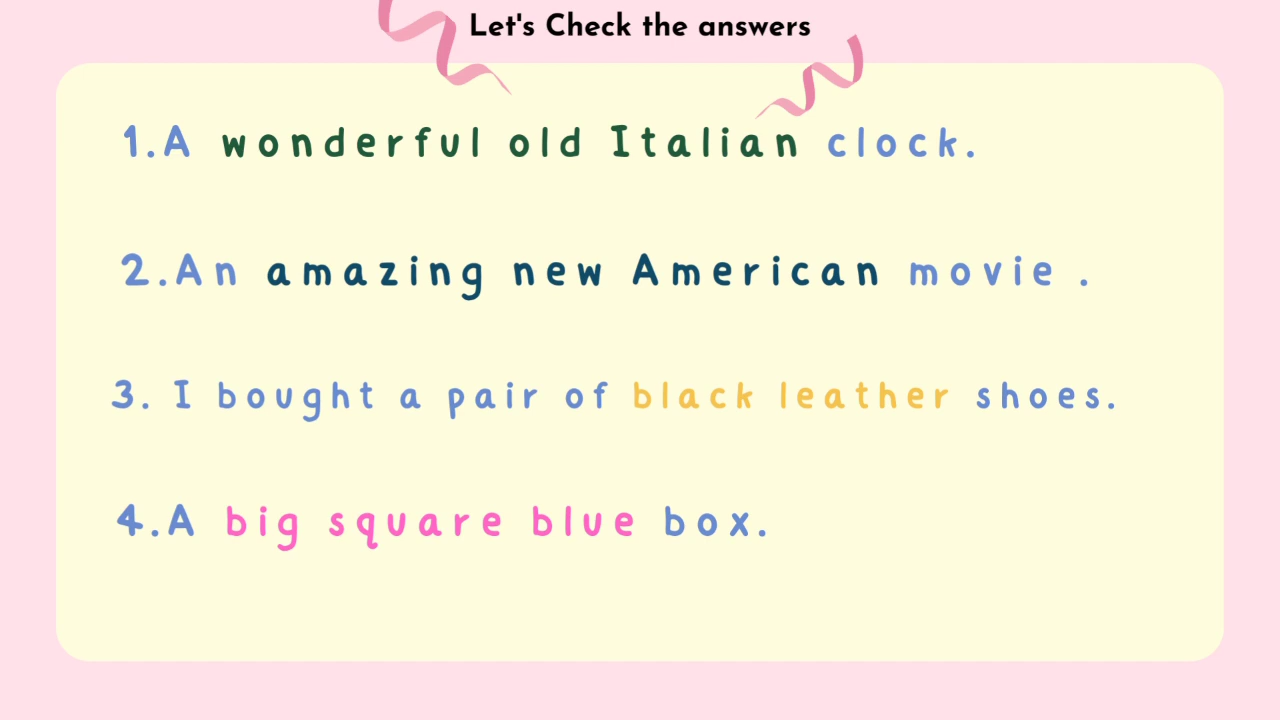 Let's Check the answers
1.A wonderful old Italian clock.
2.An amazing new American movie .
3. I bought a pair of black leather shoes.
4.A big square blue box.